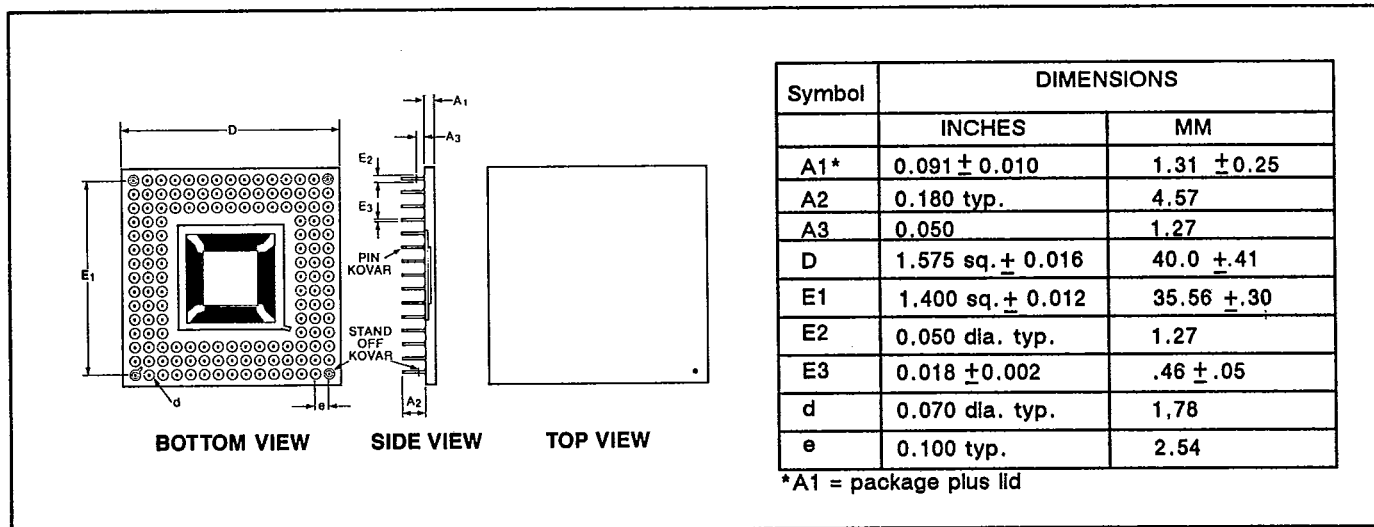 A1
D
A3
E2
E3
E1
PIN
KOVAR
STAND
OFF
KOVAR
d
e
A2
BOTTOM VIEW
SIDE VIEW
TOP VIEW
Symbol DIMENSIONS
INCHES MM
A1* 0.091 ± 0.010 1.31 ±0.25
A2 0.180 typ. 4.57
A3 0.050 1.27
D 1.575 sq. ± 0.016 40.0 ±.41
E1 1.400 sq. ± 0.012 35.56 ±.30
E2 0.050 dia. typ. 1.27
E3 0.018 ±0.002 .46 ± .05
d 0.070 dia. typ. 1,78
e 0.100 typ. 2.54
*A1 = package plus lid